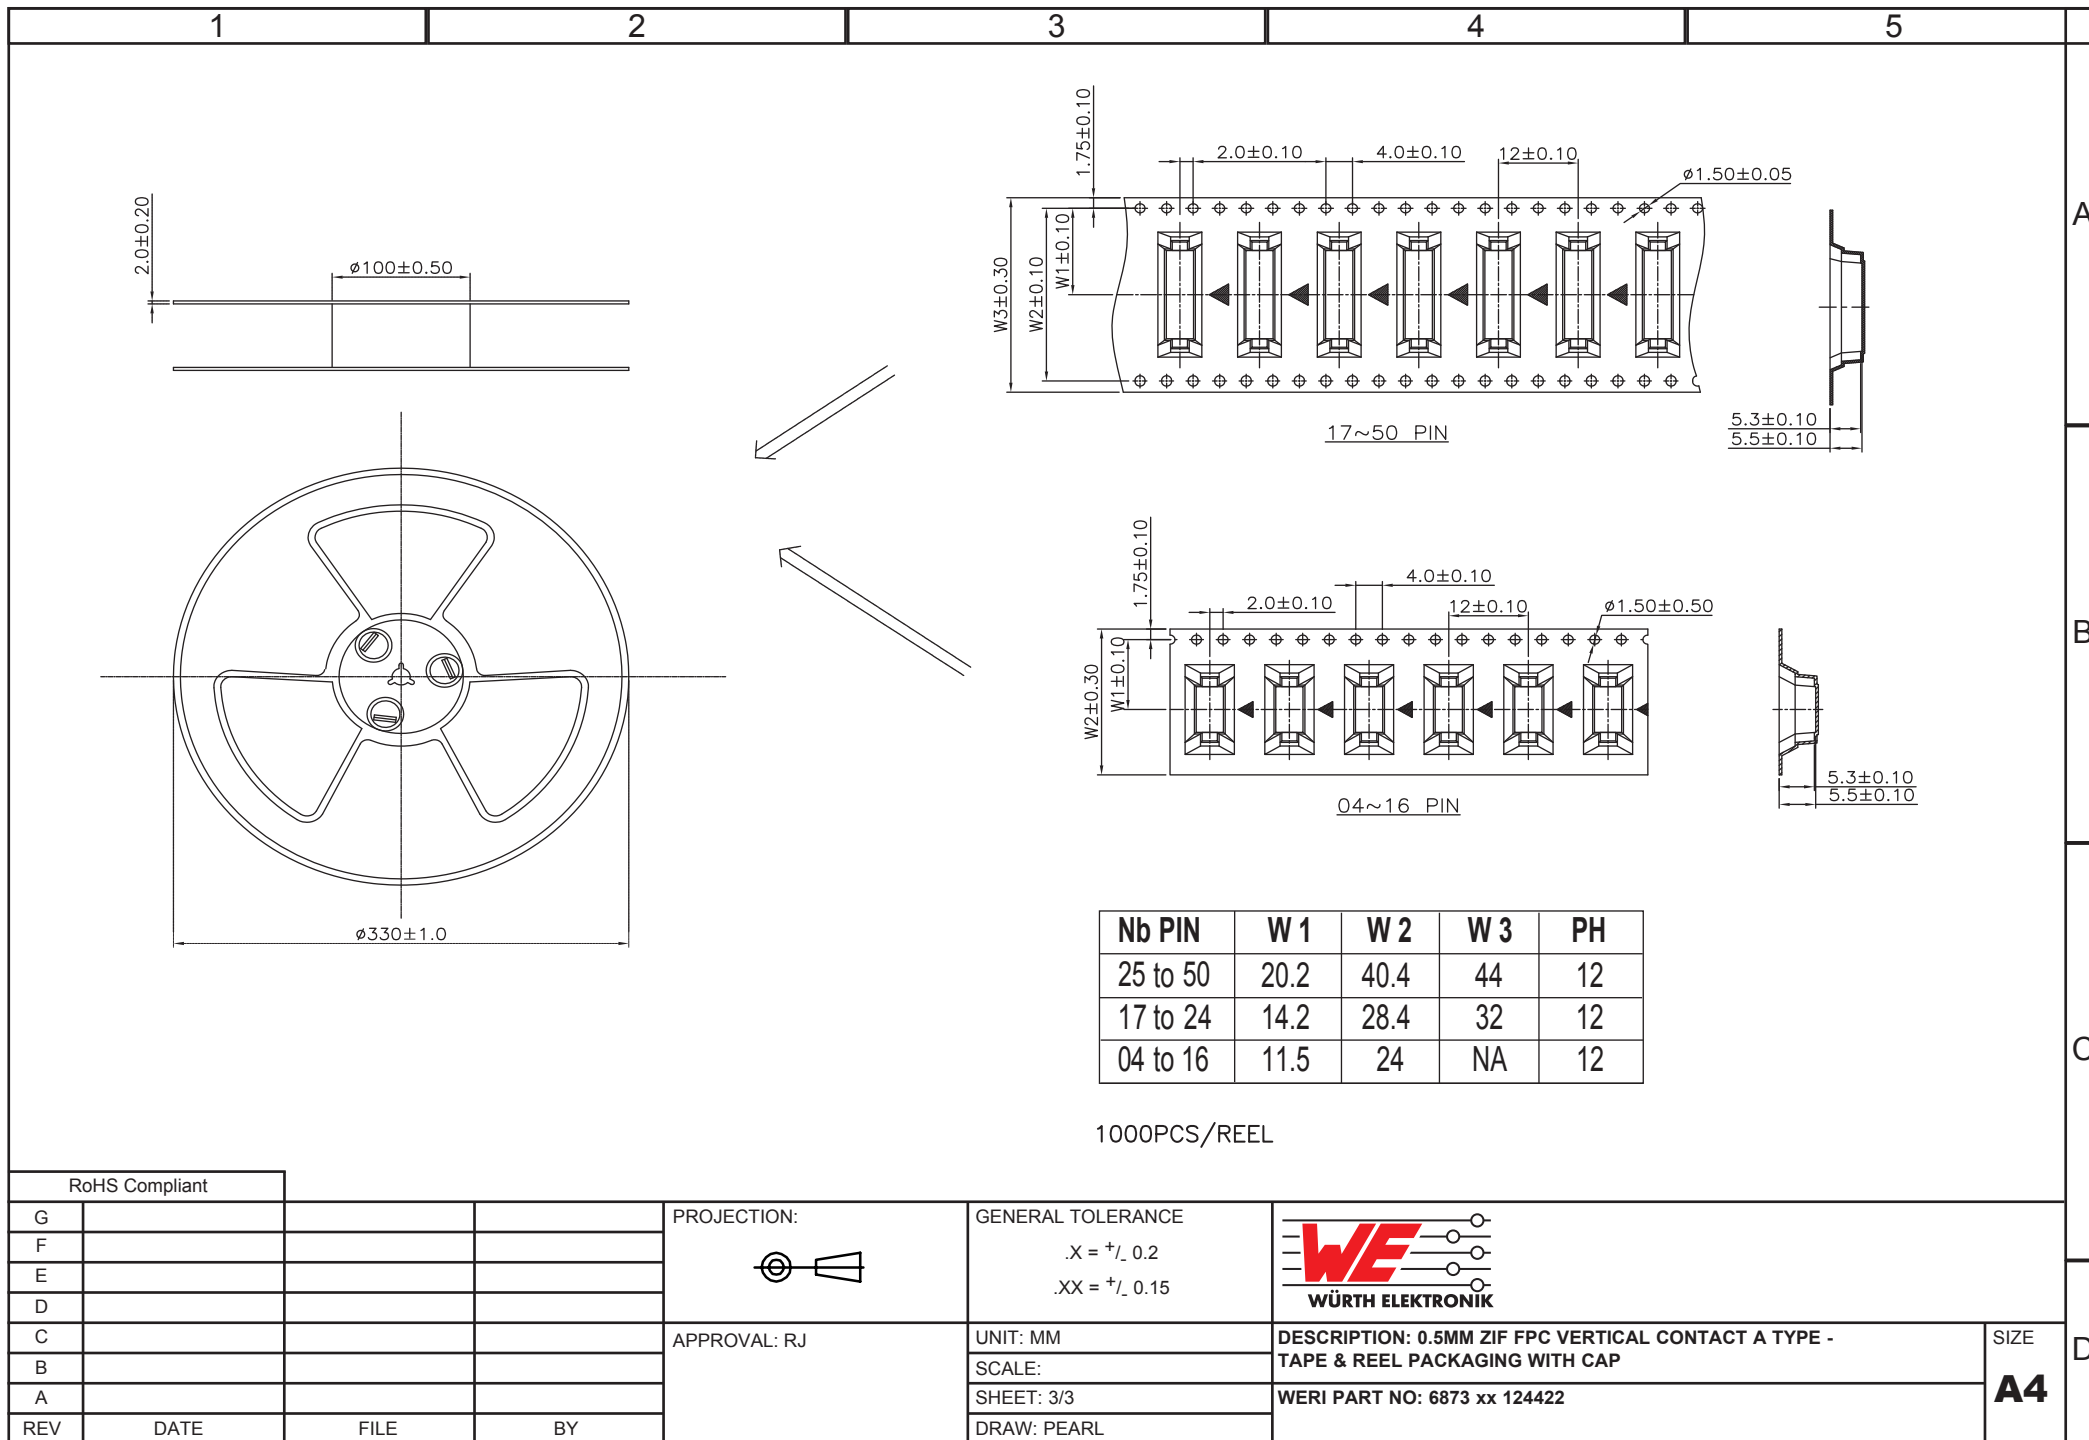 1 2 3 4 5
A
B
C
D
2.0±0.20
ø100±0.50
ø330±1.0
1.75±0.10
2.0±0.10 4.0±0.10 12±0.10
ø1.50±0.05
W3±0.30
W2±0.10
W1±0.10
17~50 PIN
5.3±0.10
5.5±0.10
1.75±0.10
4.0±0.10
2.0±0.10 12±0.10 ø1.50±0.50
W2±0.30
W1±0.10
04~16 PIN
5.3±0.10
5.5±0.10
Nb PIN W 1 W 2 W 3 PH
25 to 50 20.2 40.4 44 12
17 to 24 14.2 28.4 32 12
04 to 16 11.5 24 NA 12
1000PCS/REEL
RoHS Compliant
G
F
E
D
C
B
A
REV DATE FILE BY
PROJECTION:
APPROVAL: RJ
GENERAL TOLERANCE
.X = +/- 0.2
.XX = +/- 0.15
UNIT: MM
SCALE:
SHEET: 3/3
DRAW: PEARL
WE
WÜRTH ELEKTRONIK
DESCRIPTION: 0.5MM ZIF FPC VERTICAL CONTACT A TYPE -
TAPE & REEL PACKAGING WITH CAP
WERI PART NO: 6873 xx 124422
SIZE
A4